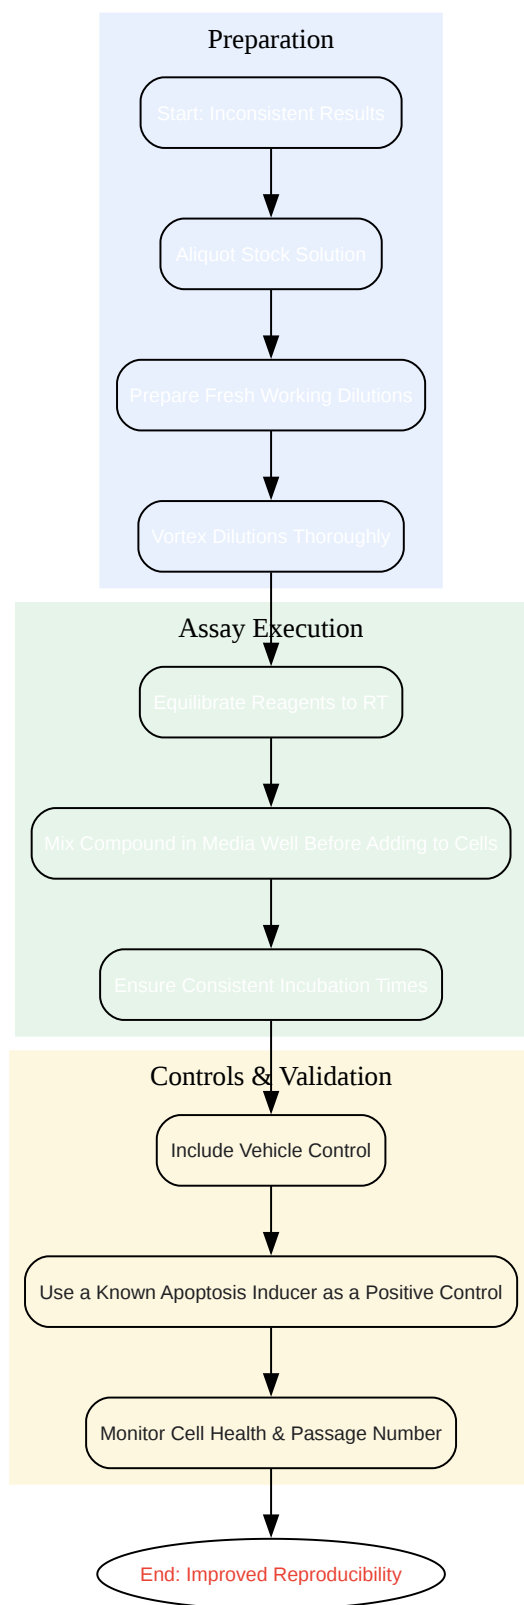 Preparation
Start: Inconsistent Results
Aliquot Stock Solution
Prepare Fresh Working Dilutions
Vortex Dilutions Thoroughly
Assay Execution
Equilibrate Reagents to RT
Mix Compound in Media Well Before Adding to Cells
Ensure Consistent Incubation Times
Controls & Validation
Include Vehicle Control
Use a Known Apoptosis Inducer as a Positive Control
Monitor Cell Health & Passage Number
End: Improved Reproducibility